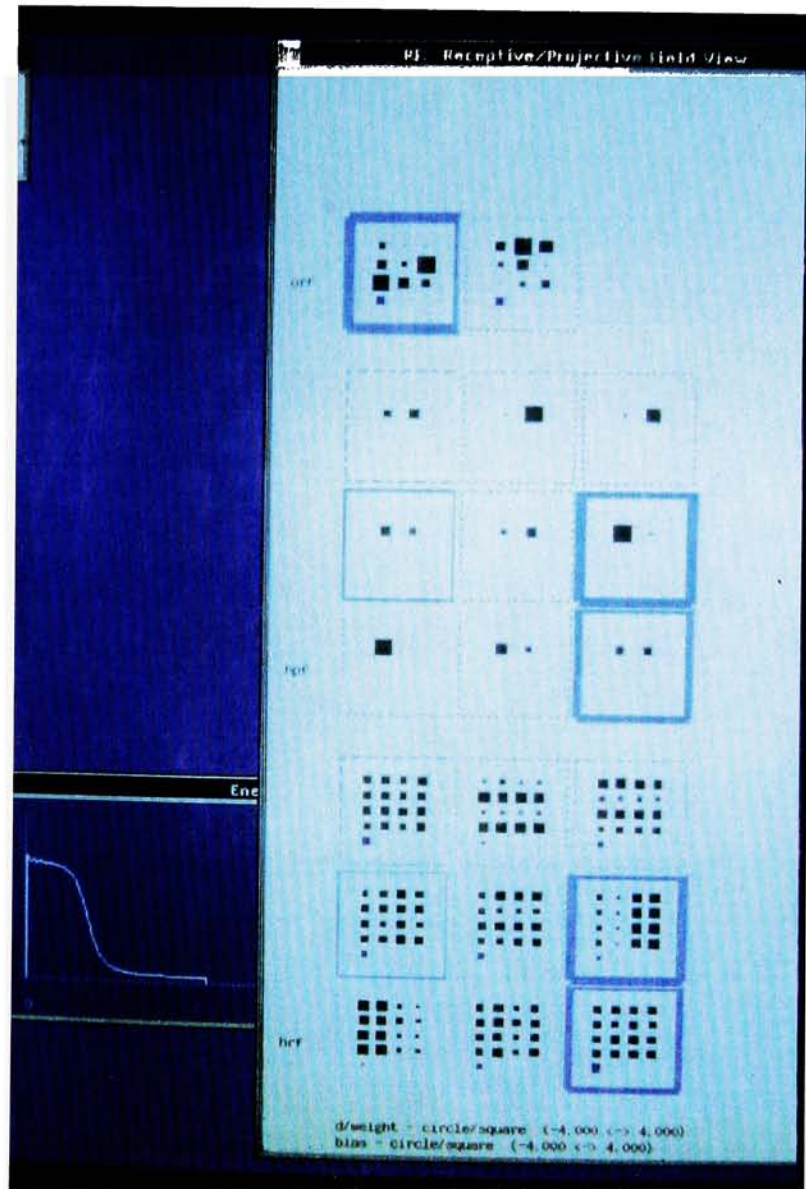 RF: Receptive/Projective Field View
orf
hpf
Ene
0
hrf
d/weight - circle/square (-4.000 <-> 4.000)
bias - circle/square (-4.000 <-> 4.000)